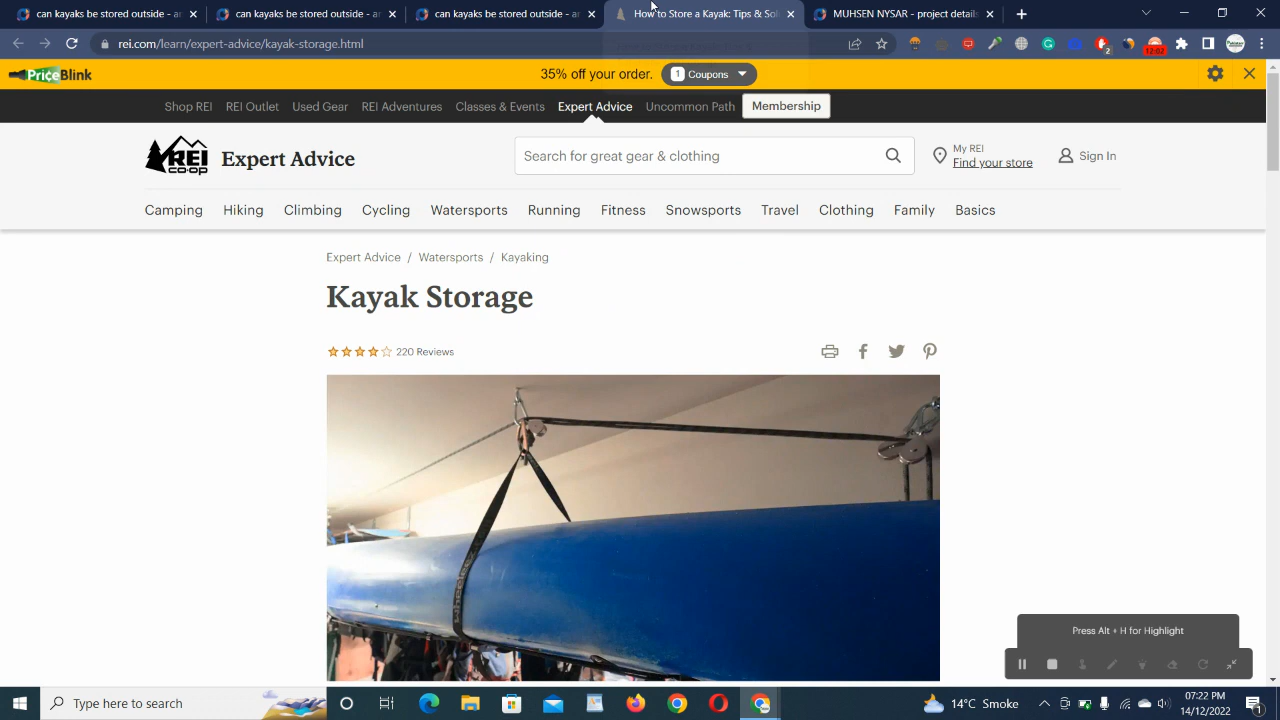 can kayaks be stored outside - ar
can kayaks be stored outside - ar
can kayaks be stored outside - ar
How to Store a Kayak: Tips & Sol
MUHSEN NYSAR - project details
rei.com/learn/expert-advice/kayak-storage.html
2
12:02
PriceBlink
35% off your order.
1 Coupons
Shop REI REI Outlet Used Gear REI Adventures Classes & Events Expert Advice Uncommon Path Membership
REI
CO·OP
Expert Advice
Search for great gear & clothing
My REI
Find your store
Sign In
Camping Hiking Climbing Cycling Watersports Running Fitness Snowsports Travel Clothing Family Basics
Expert Advice / Watersports / Kayaking
Kayak Storage
220 Reviews
Press Alt + H for Highlight
Type here to search
14°C Smoke
07:22 PM
14/12/2022
1